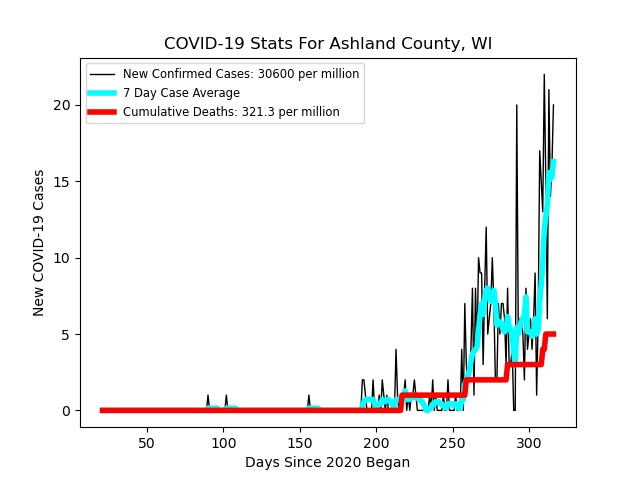 COVID-19 Stats For Ashland County, WI
New Confirmed Cases: 30600 per million
7 Day Case Average
Cumulative Deaths: 321.3 per million
New COVID-19 Cases
20
15
10
5
0
50 100 150 200 250 300
Days Since 2020 Began